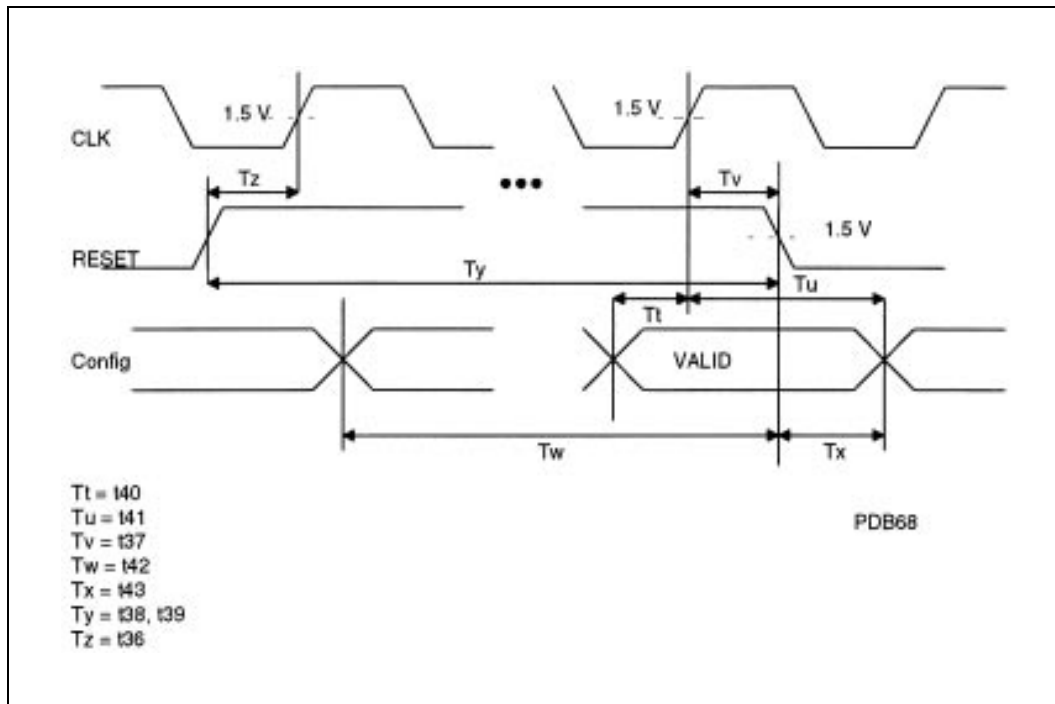 1.5 V
1.5 V
CLK
Tz
Tv
RESET
1.5 V
Ty
Tu
Tt
Config
VALID
Tw
Tx
Tt = t40
Tu = t41
Tv = t37
Tw = t42
Tx = t43
Ty = t38, t39
Tz = t36
PDB68